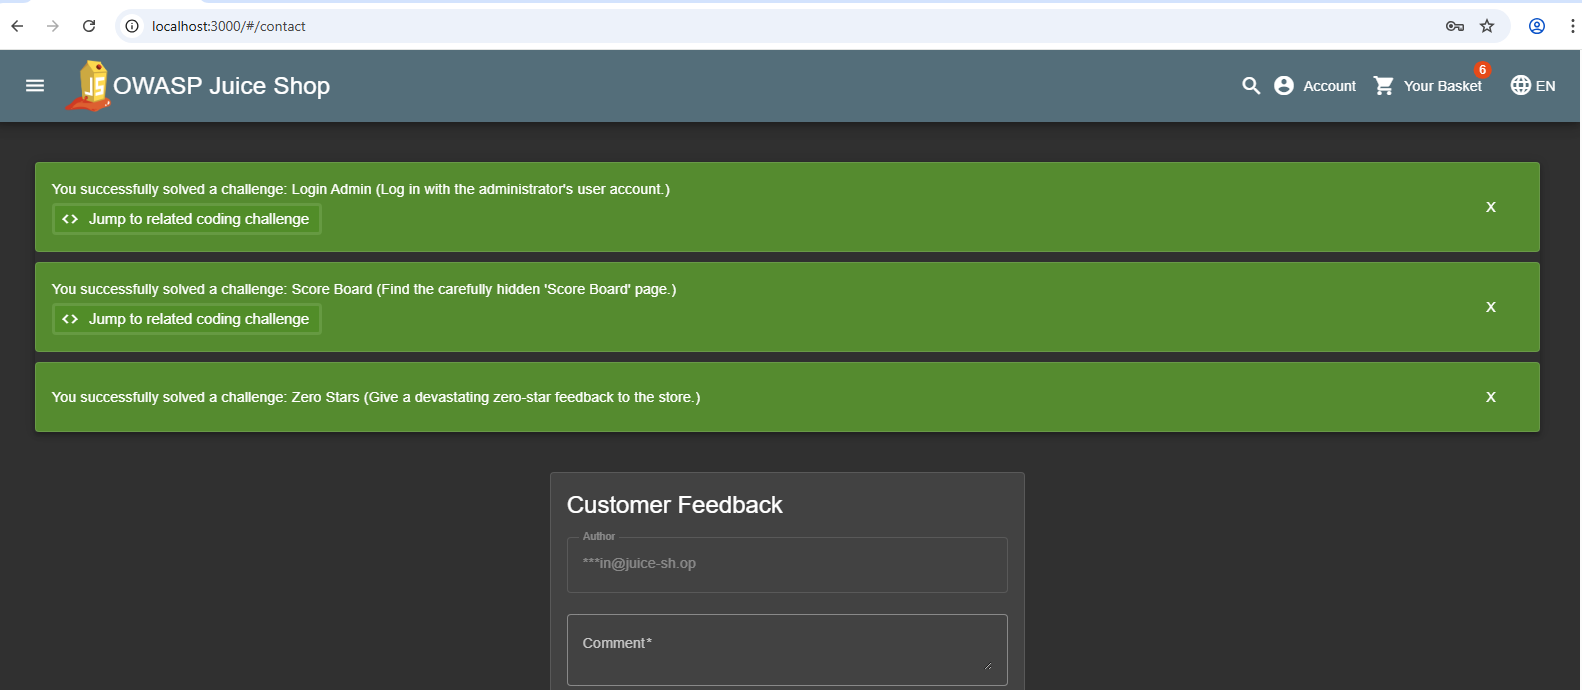 localhost:3000/#/contact
JS
OWASP Juice Shop
Account
Your Basket
6
EN
You successfully solved a challenge: Login Admin (Log in with the administrator's user account.)
X
<> Jump to related coding challenge
You successfully solved a challenge: Score Board (Find the carefully hidden 'Score Board' page.)
X
<> Jump to related coding challenge
You successfully solved a challenge: Zero Stars (Give a devastating zero-star feedback to the store.)
X
Customer Feedback
Author
***in@juice-sh.op
Comment*